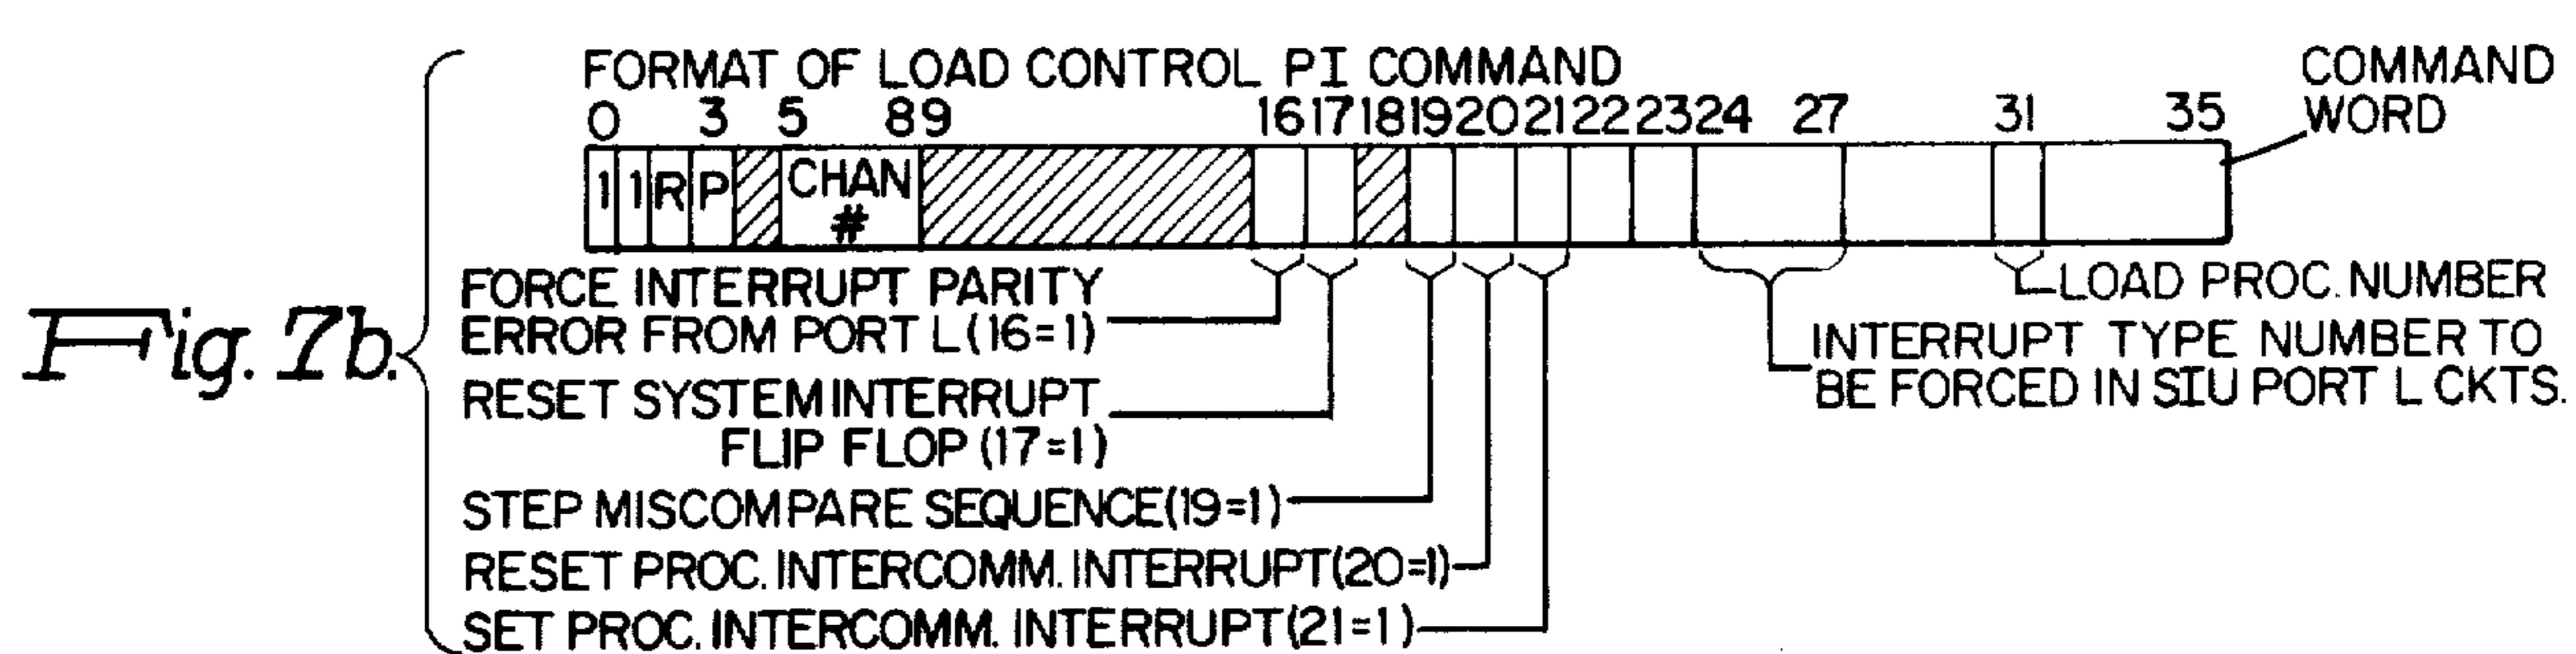 FORMAT OF LOAD CONTROL PI COMMAND
0 3 5 8 9 16 17 18 19 20 21 22 23 24 27 31 35
COMMAND
WORD
1 1 R P CHAN
#
FORCE INTERRUPT PARITY
ERROR FROM PORT L (16=1)
RESET SYSTEM INTERRUPT
FLIP FLOP (17=1)
STEP MISCOMPARE SEQUENCE (19=1)
RESET PROC. INTERCOMM. INTERRUPT (20=1)
SET PROC. INTERCOMM. INTERRUPT (21=1)
LOAD PROC. NUMBER
INTERRUPT TYPE NUMBER TO
BE FORCED IN SIU PORT L CKTS.
Fig. 7b.